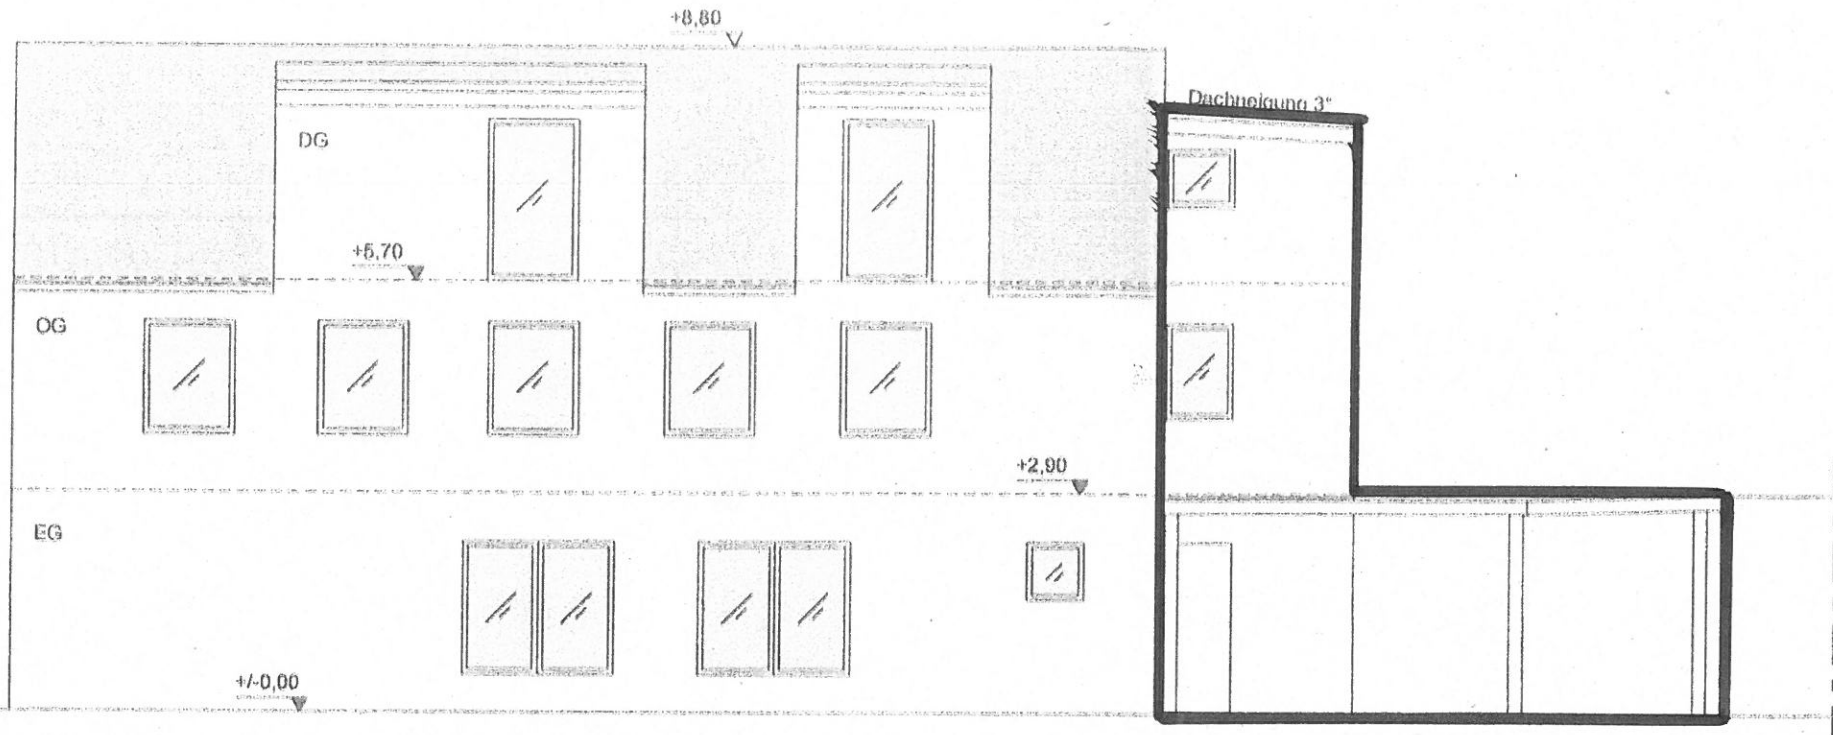 +8,80
Dachneigung 3°
DG
+5,70
OG
+2,90
EG
+/-0,00